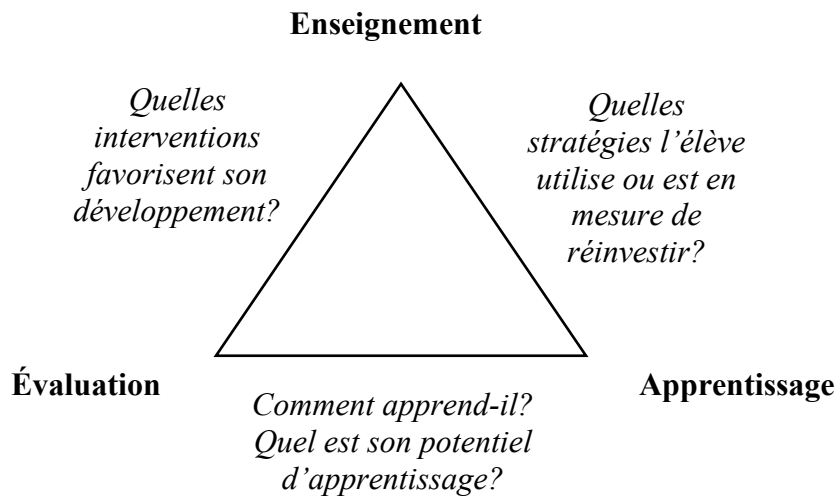 Enseignement
Quelles
interventions
favorisent son
développement?
Quelles
stratégies l’élève
utilise ou est en
mesure de
réinvestir?
Évaluation
Apprentissage
Comment apprend-il?
Quel est son potentiel
d’apprentissage?